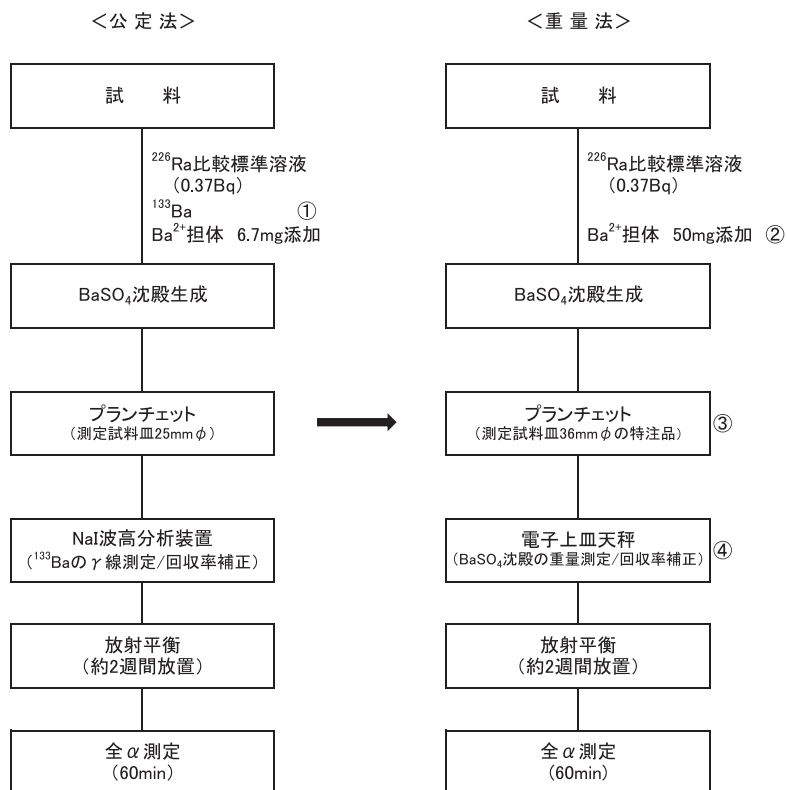 ＜公 定 法＞
試　料
²²⁶Ra比較標準溶液
（0.37Bq）
¹³³Ba　①
Ba²⁺担体 6.7mg添加
BaSO₄沈殿生成
プランチェット
（測定試料皿25mmφ）
NaI波高分析装置
（¹³³Baのγ線測定/回収率補正）
放射平衡
（約2週間放置）
全α測定
（60min）
＜重 量 法＞
試　料
²²⁶Ra比較標準溶液
（0.37Bq）
Ba²⁺担体 50mg添加 ②
BaSO₄沈殿生成
プランチェット
（測定試料皿36mmφの特注品）③
電子上皿天秤
（BaSO₄沈殿の重量測定/回収率補正）④
放射平衡
（約2週間放置）
全α測定
（60min）